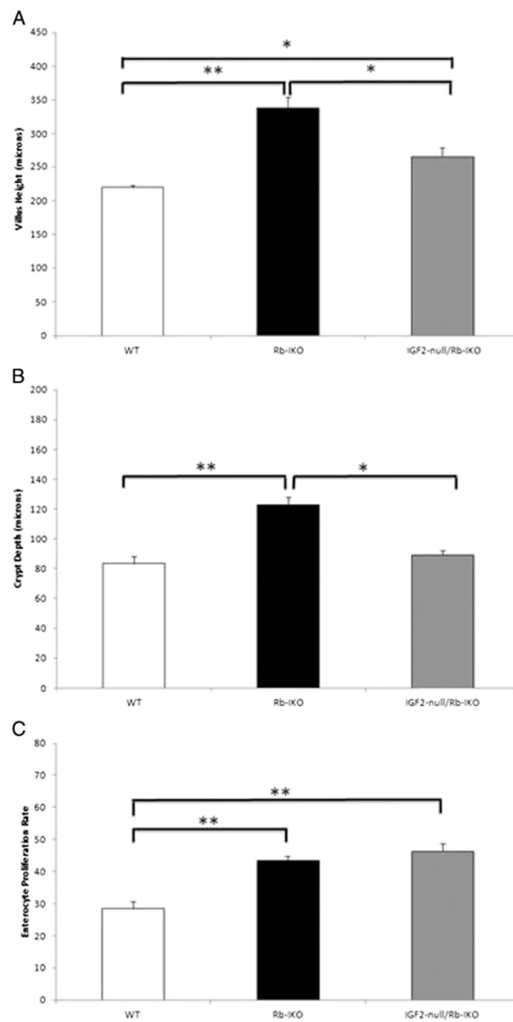 A
450
400
350
300
250
200
150
100
50
0
Villus Height (microns)
*
**
*
WT
Rb-IKO
IGF2-null/Rb-IKO
B
200
180
160
140
120
100
80
60
40
20
0
Crypt Depth (microns)
**
*
WT
Rb-IKO
IGF2-null/Rb-IKO
C
80
70
60
50
40
30
20
10
0
Enterocyte Proliferation Rate
**
**
WT
Rb-IKO
IGF2-null/Rb-IKO